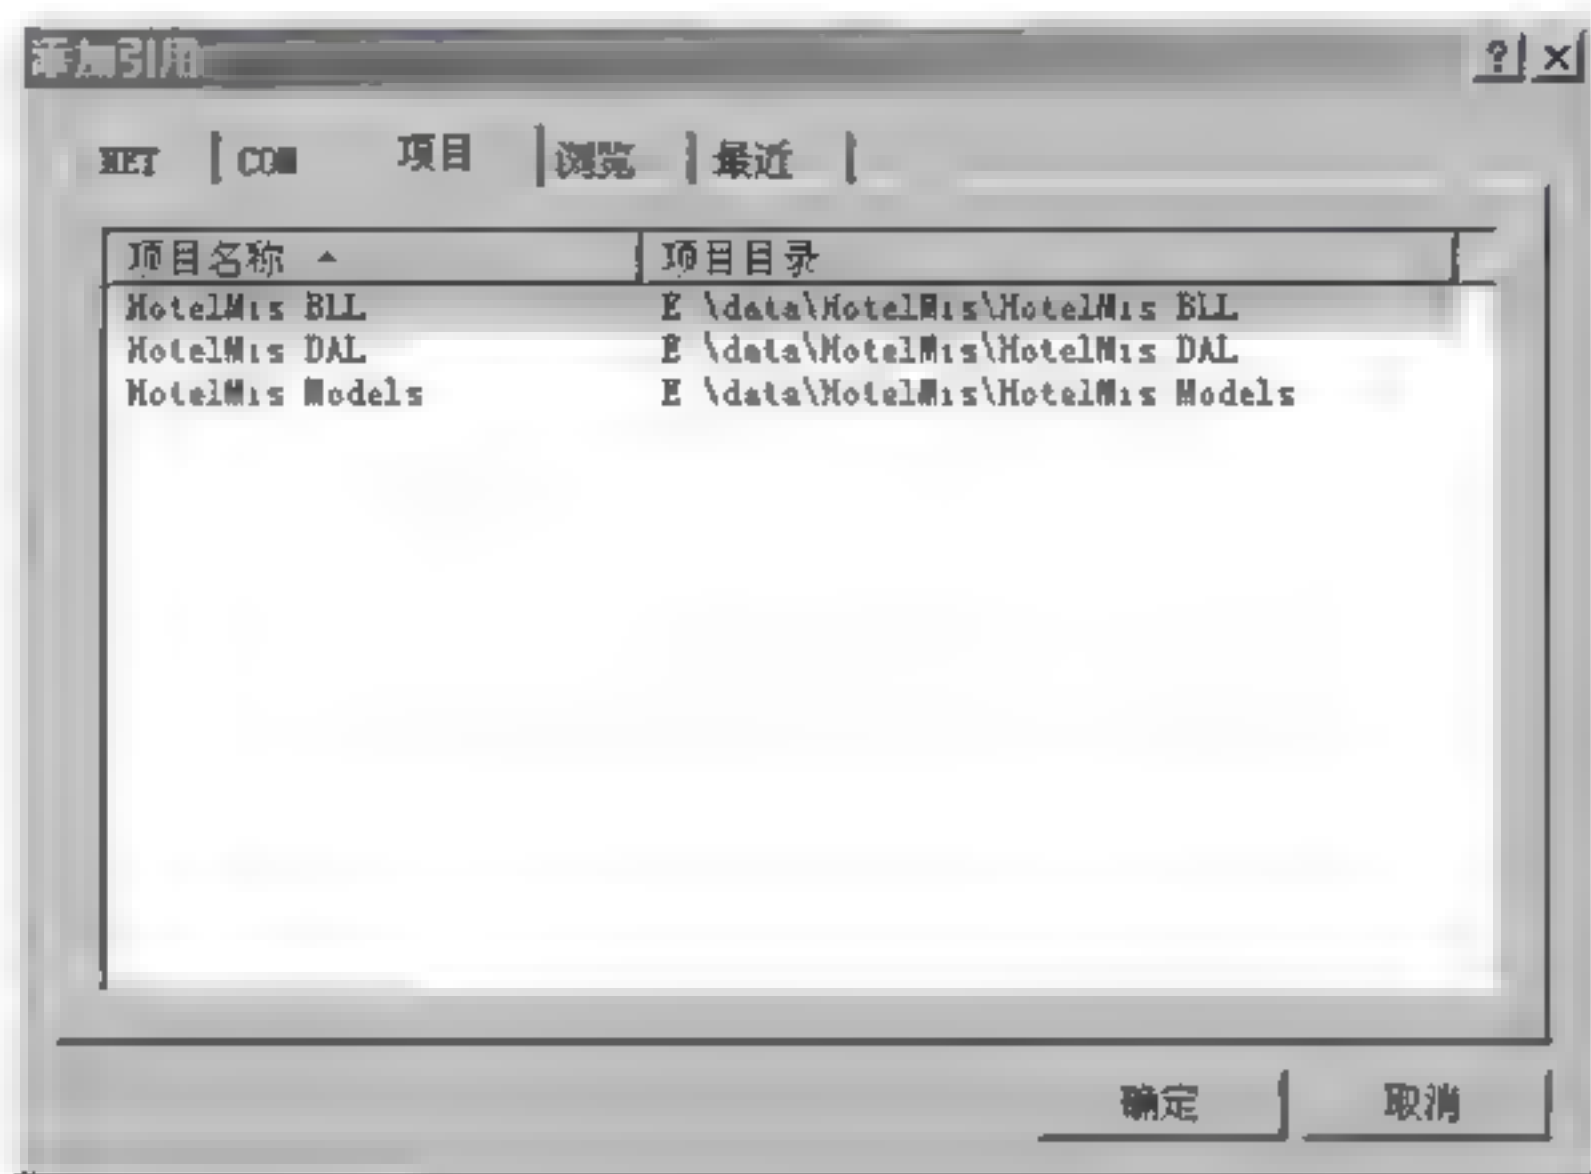 添加引用
? ×
NET COM 项目 浏览 最近
项目名称 项目目录
HotelMis BLL E \data\HotelMis\HotelMis BLL
HotelMis DAL E \data\HotelMis\HotelMis DAL
HotelMis Models E \data\HotelMis\HotelMis Models
确定 取消